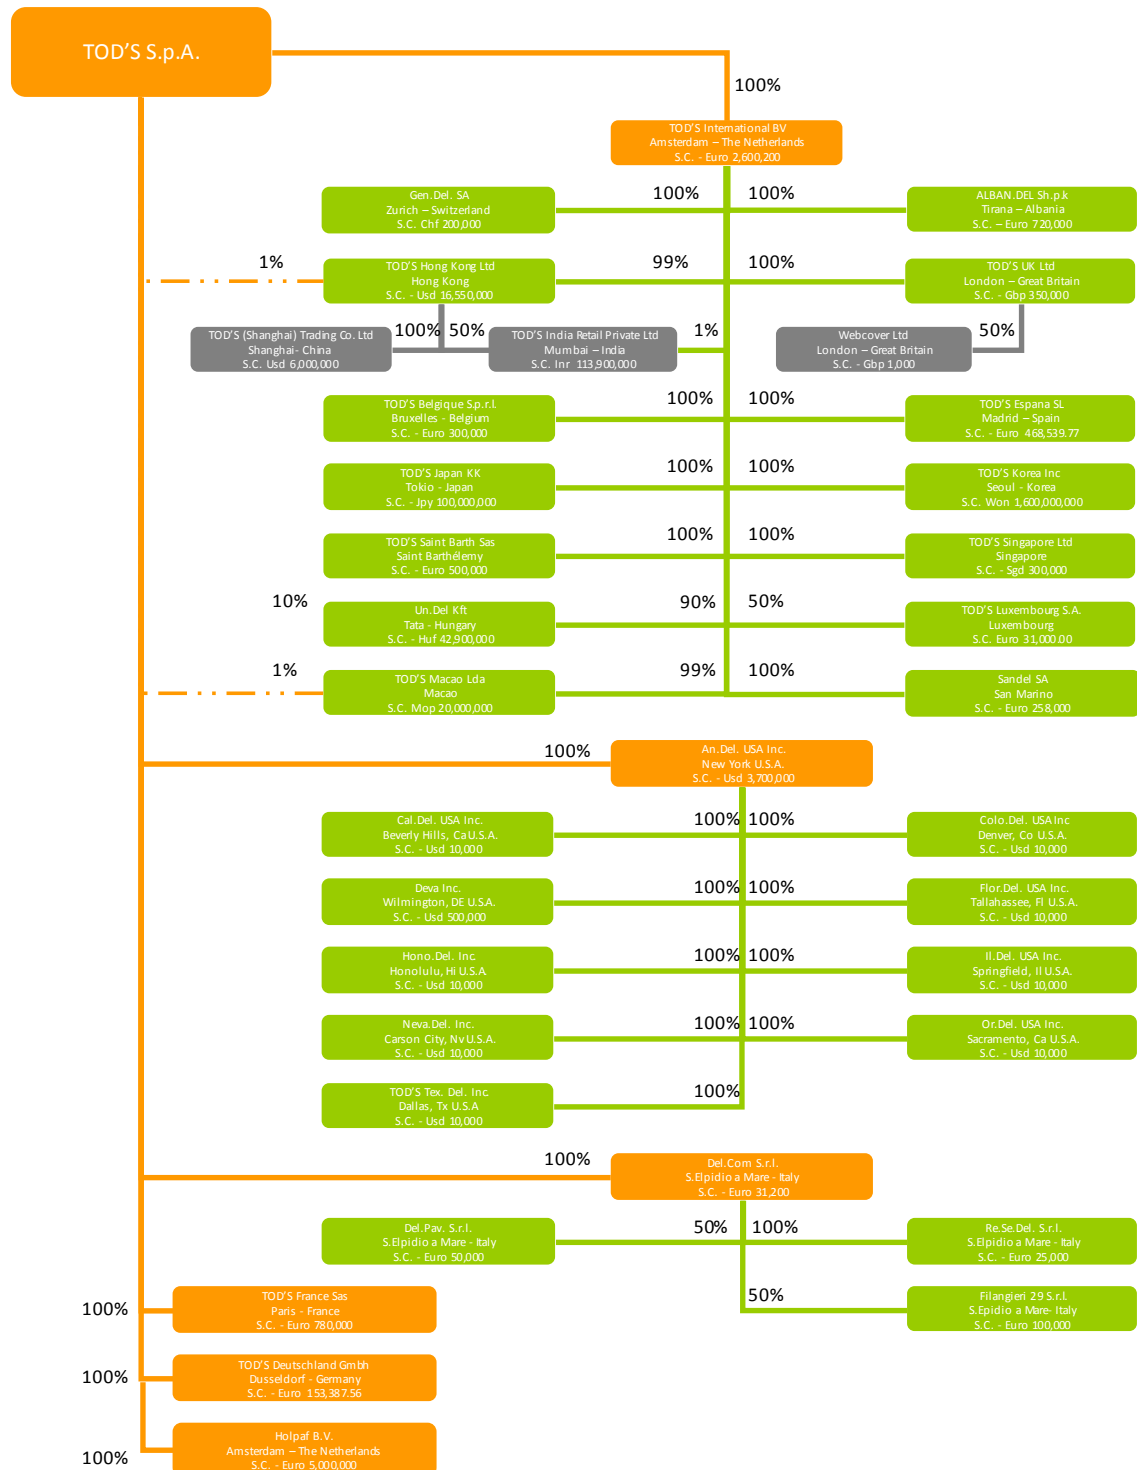 TOD'S S.p.A.
100%
TOD'S International BV
Amsterdam – The Netherlands
S.C. - Euro 2,600,200
Gen.Del. SA
Zurich – Switzerland
S.C. Chf 200,000
100%
100%
ALBAN.DEL Sh.p.k
Tirana – Albania
S.C. – Euro 720,000
1%
TOD'S Hong Kong Ltd
Hong Kong
S.C. - Usd 16,550,000
99%
100%
TOD'S UK Ltd
London – Great Britain
S.C. - Gbp 350,000
TOD'S (Shanghai) Trading Co. Ltd
Shanghai- China
S.C. Usd 6,000,000
100%
50%
TOD'S India Retail Private Ltd
Mumbai – India
S.C. Inr 113,900,000
1%
Webcover Ltd
London – Great Britain
S.C. - Gbp 1,000
50%
TOD'S Belgique S.p.r.l.
Bruxelles - Belgium
S.C. - Euro 300,000
100%
100%
TOD'S Espana SL
Madrid – Spain
S.C. - Euro 468,539.77
TOD'S Japan KK
Tokio - Japan
S.C. - Jpy 100,000,000
100%
100%
TOD'S Korea Inc
Seoul - Korea
S.C. Won 1,600,000,000
TOD'S Saint Barth Sas
Saint Barthélemy
S.C. - Euro 500,000
100%
100%
TOD'S Singapore Ltd
Singapore
S.C. - Sgd 300,000
10%
Un.Del Kft
Tata - Hungary
S.C. - Huf 42,900,000
90%
50%
TOD'S Luxembourg S.A.
Luxembourg
S.C. Euro 31,000.00
1%
TOD'S Macao Lda
Macao
S.C. Mop 20,000,000
99%
100%
Sandel SA
San Marino
S.C. - Euro 258,000
100%
An.Del. USA Inc.
New York U.S.A.
S.C. - Usd 3,700,000
Cal.Del. USA Inc.
Beverly Hills, Ca U.S.A.
S.C. - Usd 10,000
100%
100%
Colo.Del. USA Inc
Denver, Co U.S.A.
S.C. - Usd 10,000
Deva Inc.
Wilmington, DE U.S.A.
S.C. - Usd 500,000
100%
100%
Flor.Del. USA Inc.
Tallahassee, Fl U.S.A.
S.C. - Usd 10,000
Hono.Del. Inc.
Honolulu, Hi U.S.A.
S.C. - Usd 10,000
100%
100%
Il.Del. USA Inc.
Springfield, Il U.S.A.
S.C. - Usd 10,000
Neva.Del. Inc.
Carson City, Nv U.S.A.
S.C. - Usd 10,000
100%
100%
Or.Del. USA Inc.
Sacramento, Ca U.S.A.
S.C. - Usd 10,000
TOD'S Tex. Del. Inc.
Dallas, Tx U.S.A
S.C. - Usd 10,000
100%
100%
Del.Com S.r.l.
S.Elpidio a Mare - Italy
S.C. - Euro 31,200
Del.Pav. S.r.l.
S.Elpidio a Mare - Italy
S.C. - Euro 50,000
50%
100%
Re.Se.Del. S.r.l.
S.Elpidio a Mare - Italy
S.C. - Euro 25,000
50%
Filangieri 29 S.r.l.
S.Epidio a Mare- Italy
S.C. - Euro 100,000
100%
TOD'S France Sas
Paris - France
S.C. - Euro 780,000
100%
TOD'S Deutschland Gmbh
Dusseldorf - Germany
S.C. - Euro 153,387.56
100%
Holpaf B.V.
Amsterdam – The Netherlands
S.C. - Euro 5,000,000